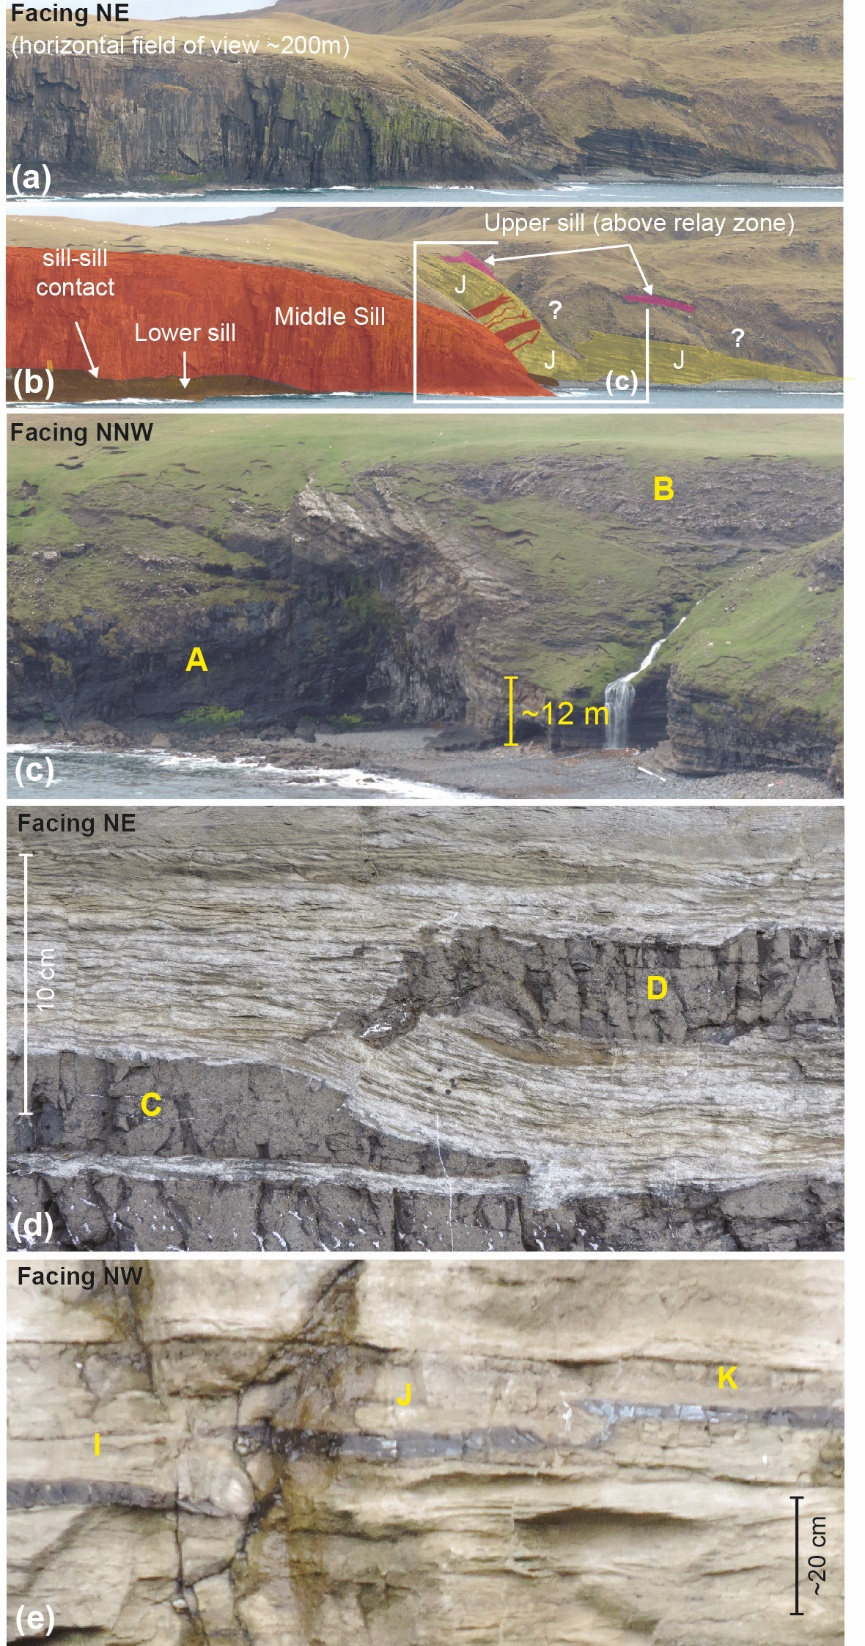 Facing NE
(horizontal field of view ~200m)
(a)
Upper sill (above relay zone)
sill-sill
contact
J
Lower sill
Middle Sill
?
?
J
J
(b)
(c)
Facing NNW
B
A
~12 m
(c)
Facing NE
10 cm
D
C
(d)
Facing NW
K
J
I
~20 cm
(e)